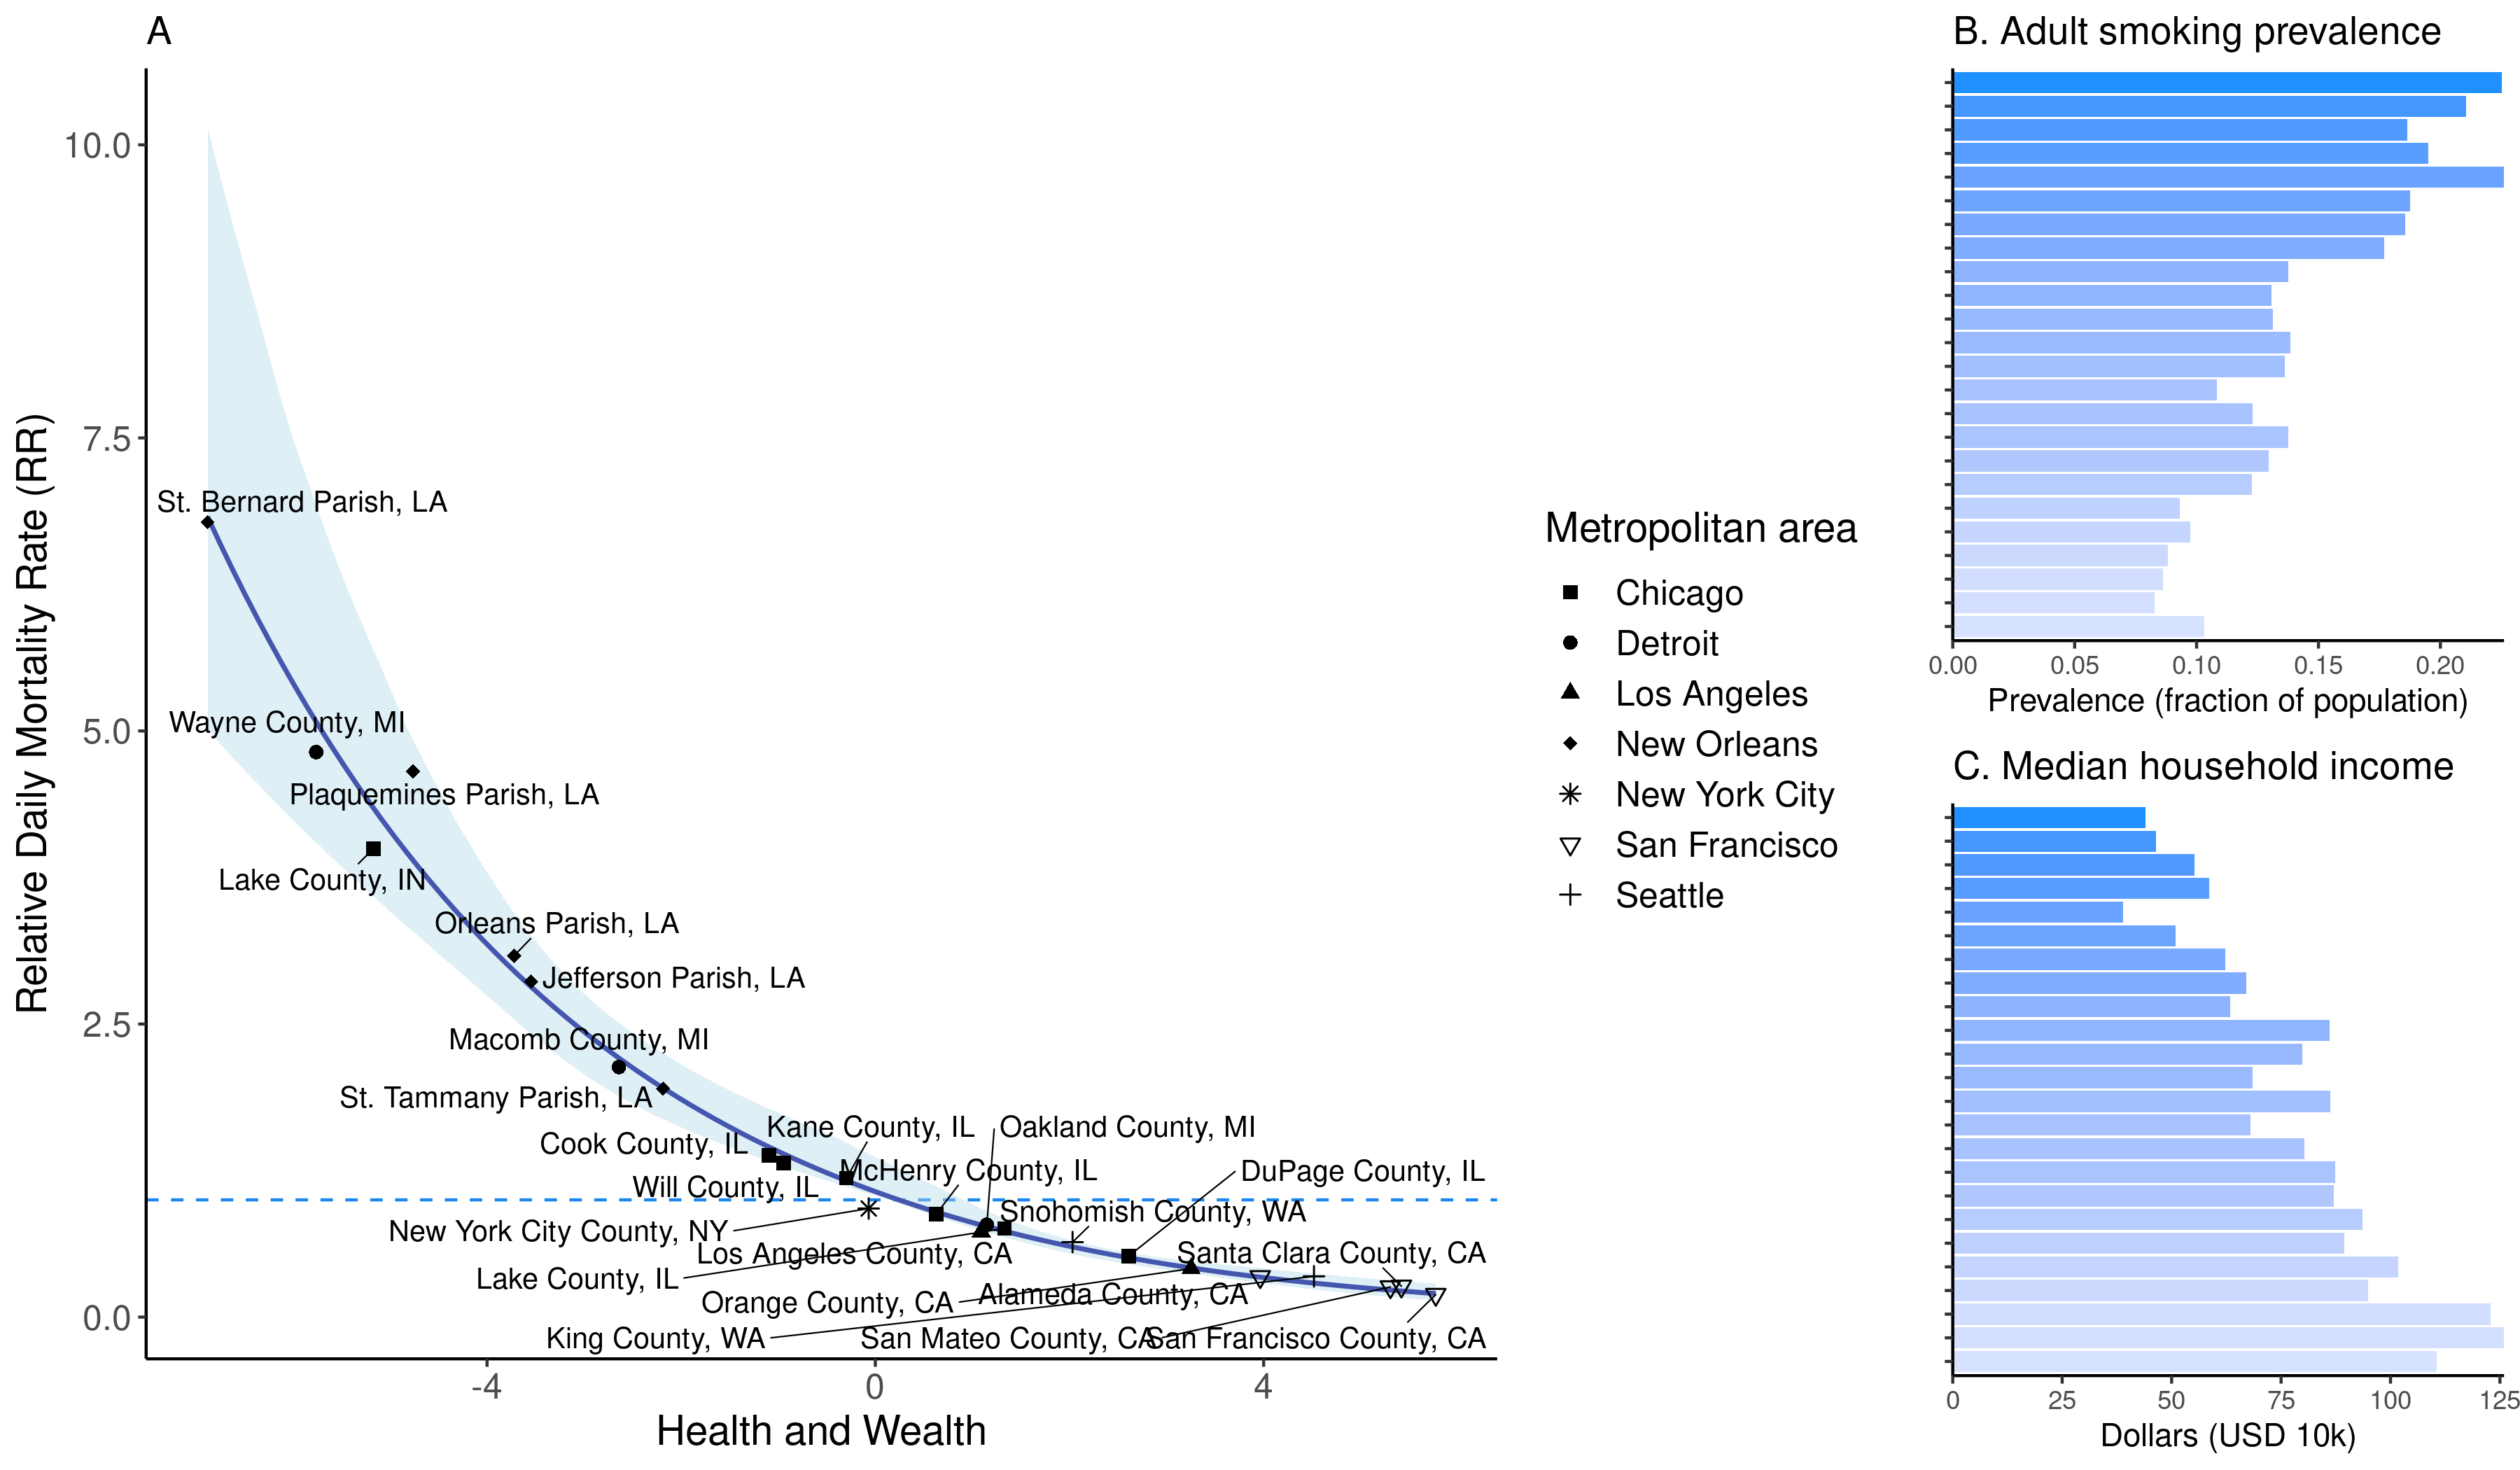 A
Relative Daily Mortality Rate (RR)
10.0
7.5
5.0
2.5
0.0
St. Bernard Parish, LA
Wayne County, MI
Plaquemines Parish, LA
Lake County, IN
Orleans Parish, LA
Jefferson Parish, LA
Macomb County, MI
St. Tammany Parish, LA
Kane County, IL
Oakland County, MI
Cook County, IL
McHenry County, IL
DuPage County, IL
Will County, IL
Snohomish County, WA
New York City County, NY
Los Angeles County, CA
Santa Clara County, CA
Lake County, IL
Orange County, CA
Alameda County, CA
King County, WA
San Mateo County, CA
San Francisco County, CA
-4
0
4
Health and Wealth
Metropolitan area
Chicago
Detroit
Los Angeles
New Orleans
New York City
San Francisco
Seattle
B. Adult smoking prevalence
0.00
0.05
0.10
0.15
0.20
Prevalence (fraction of population)
C. Median household income
0
25
50
75
100
125
Dollars (USD 10k)